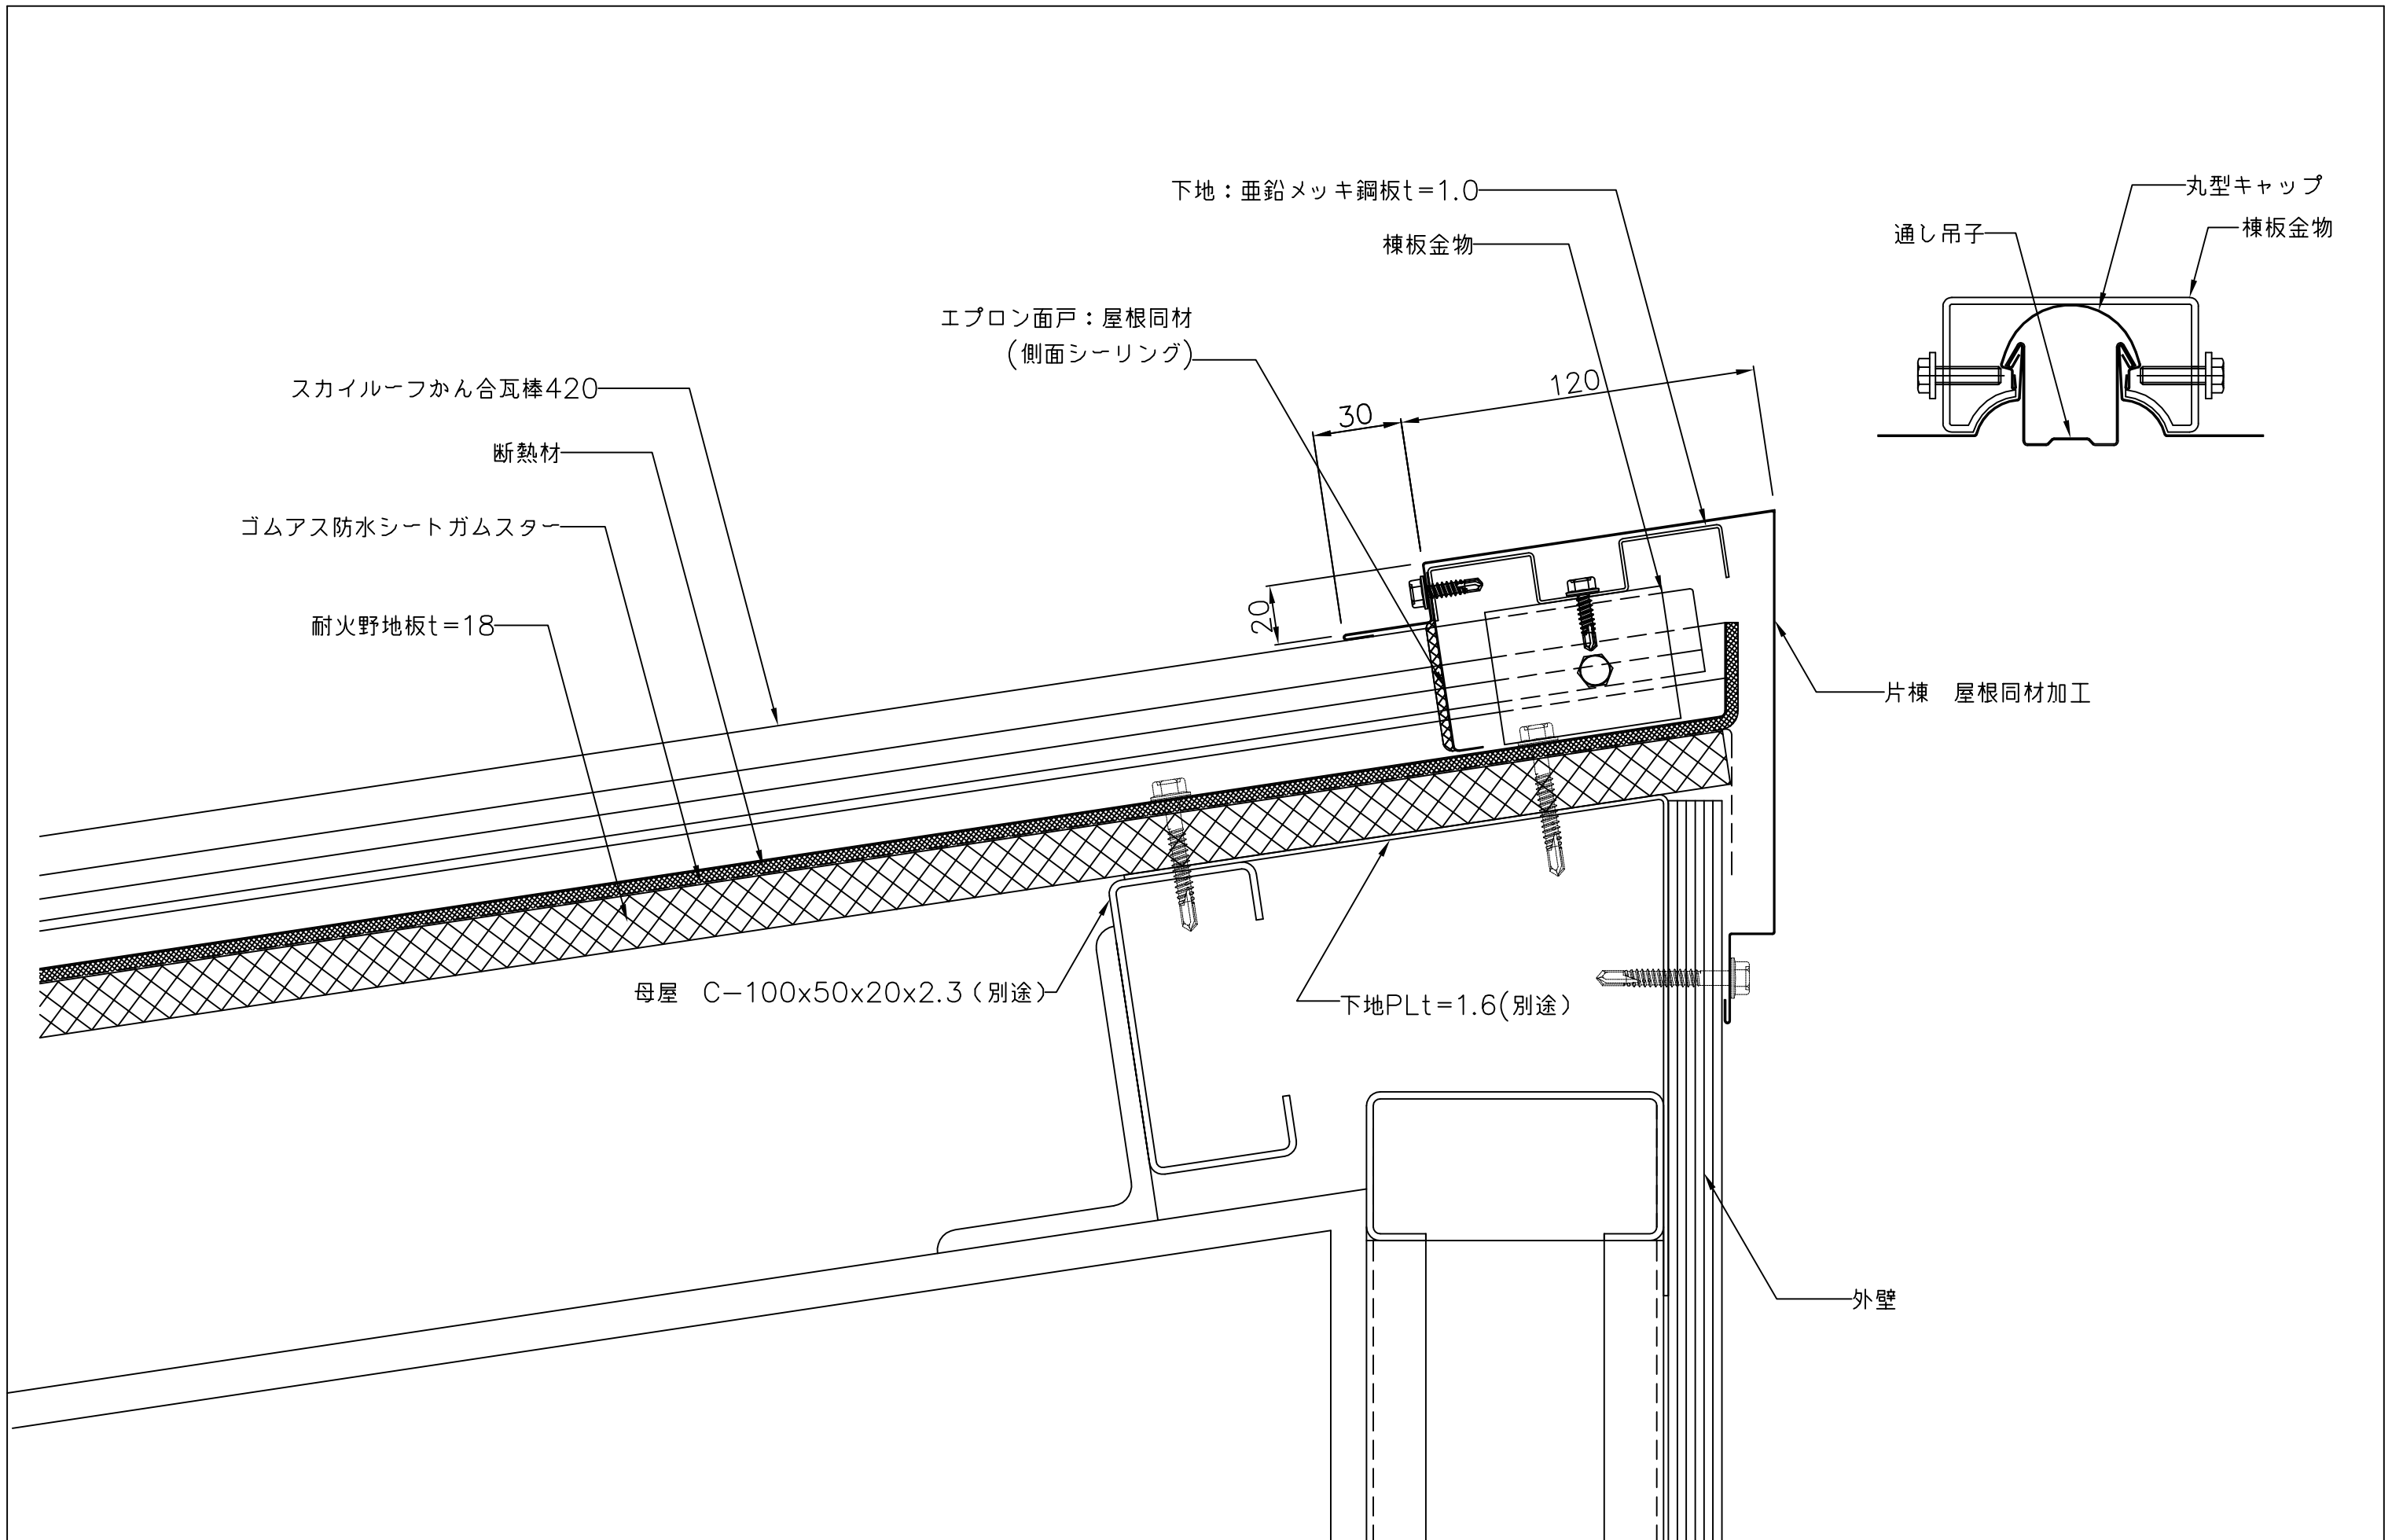 下地：亜鉛メッキ鋼板t=1.0
棟板金物
エプロン面戸：屋根同材
(側面シーリング)
スカイルーフかん合瓦棒420
断熱材
ゴムアス防水シートガムスター
耐火野地板t=18
30
120
20
通し吊子
丸型キャップ
棟板金物
片棟　屋根同材加工
母屋　C-100x50x20x2.3（別途）
下地PLt=1.6(別途）
外壁